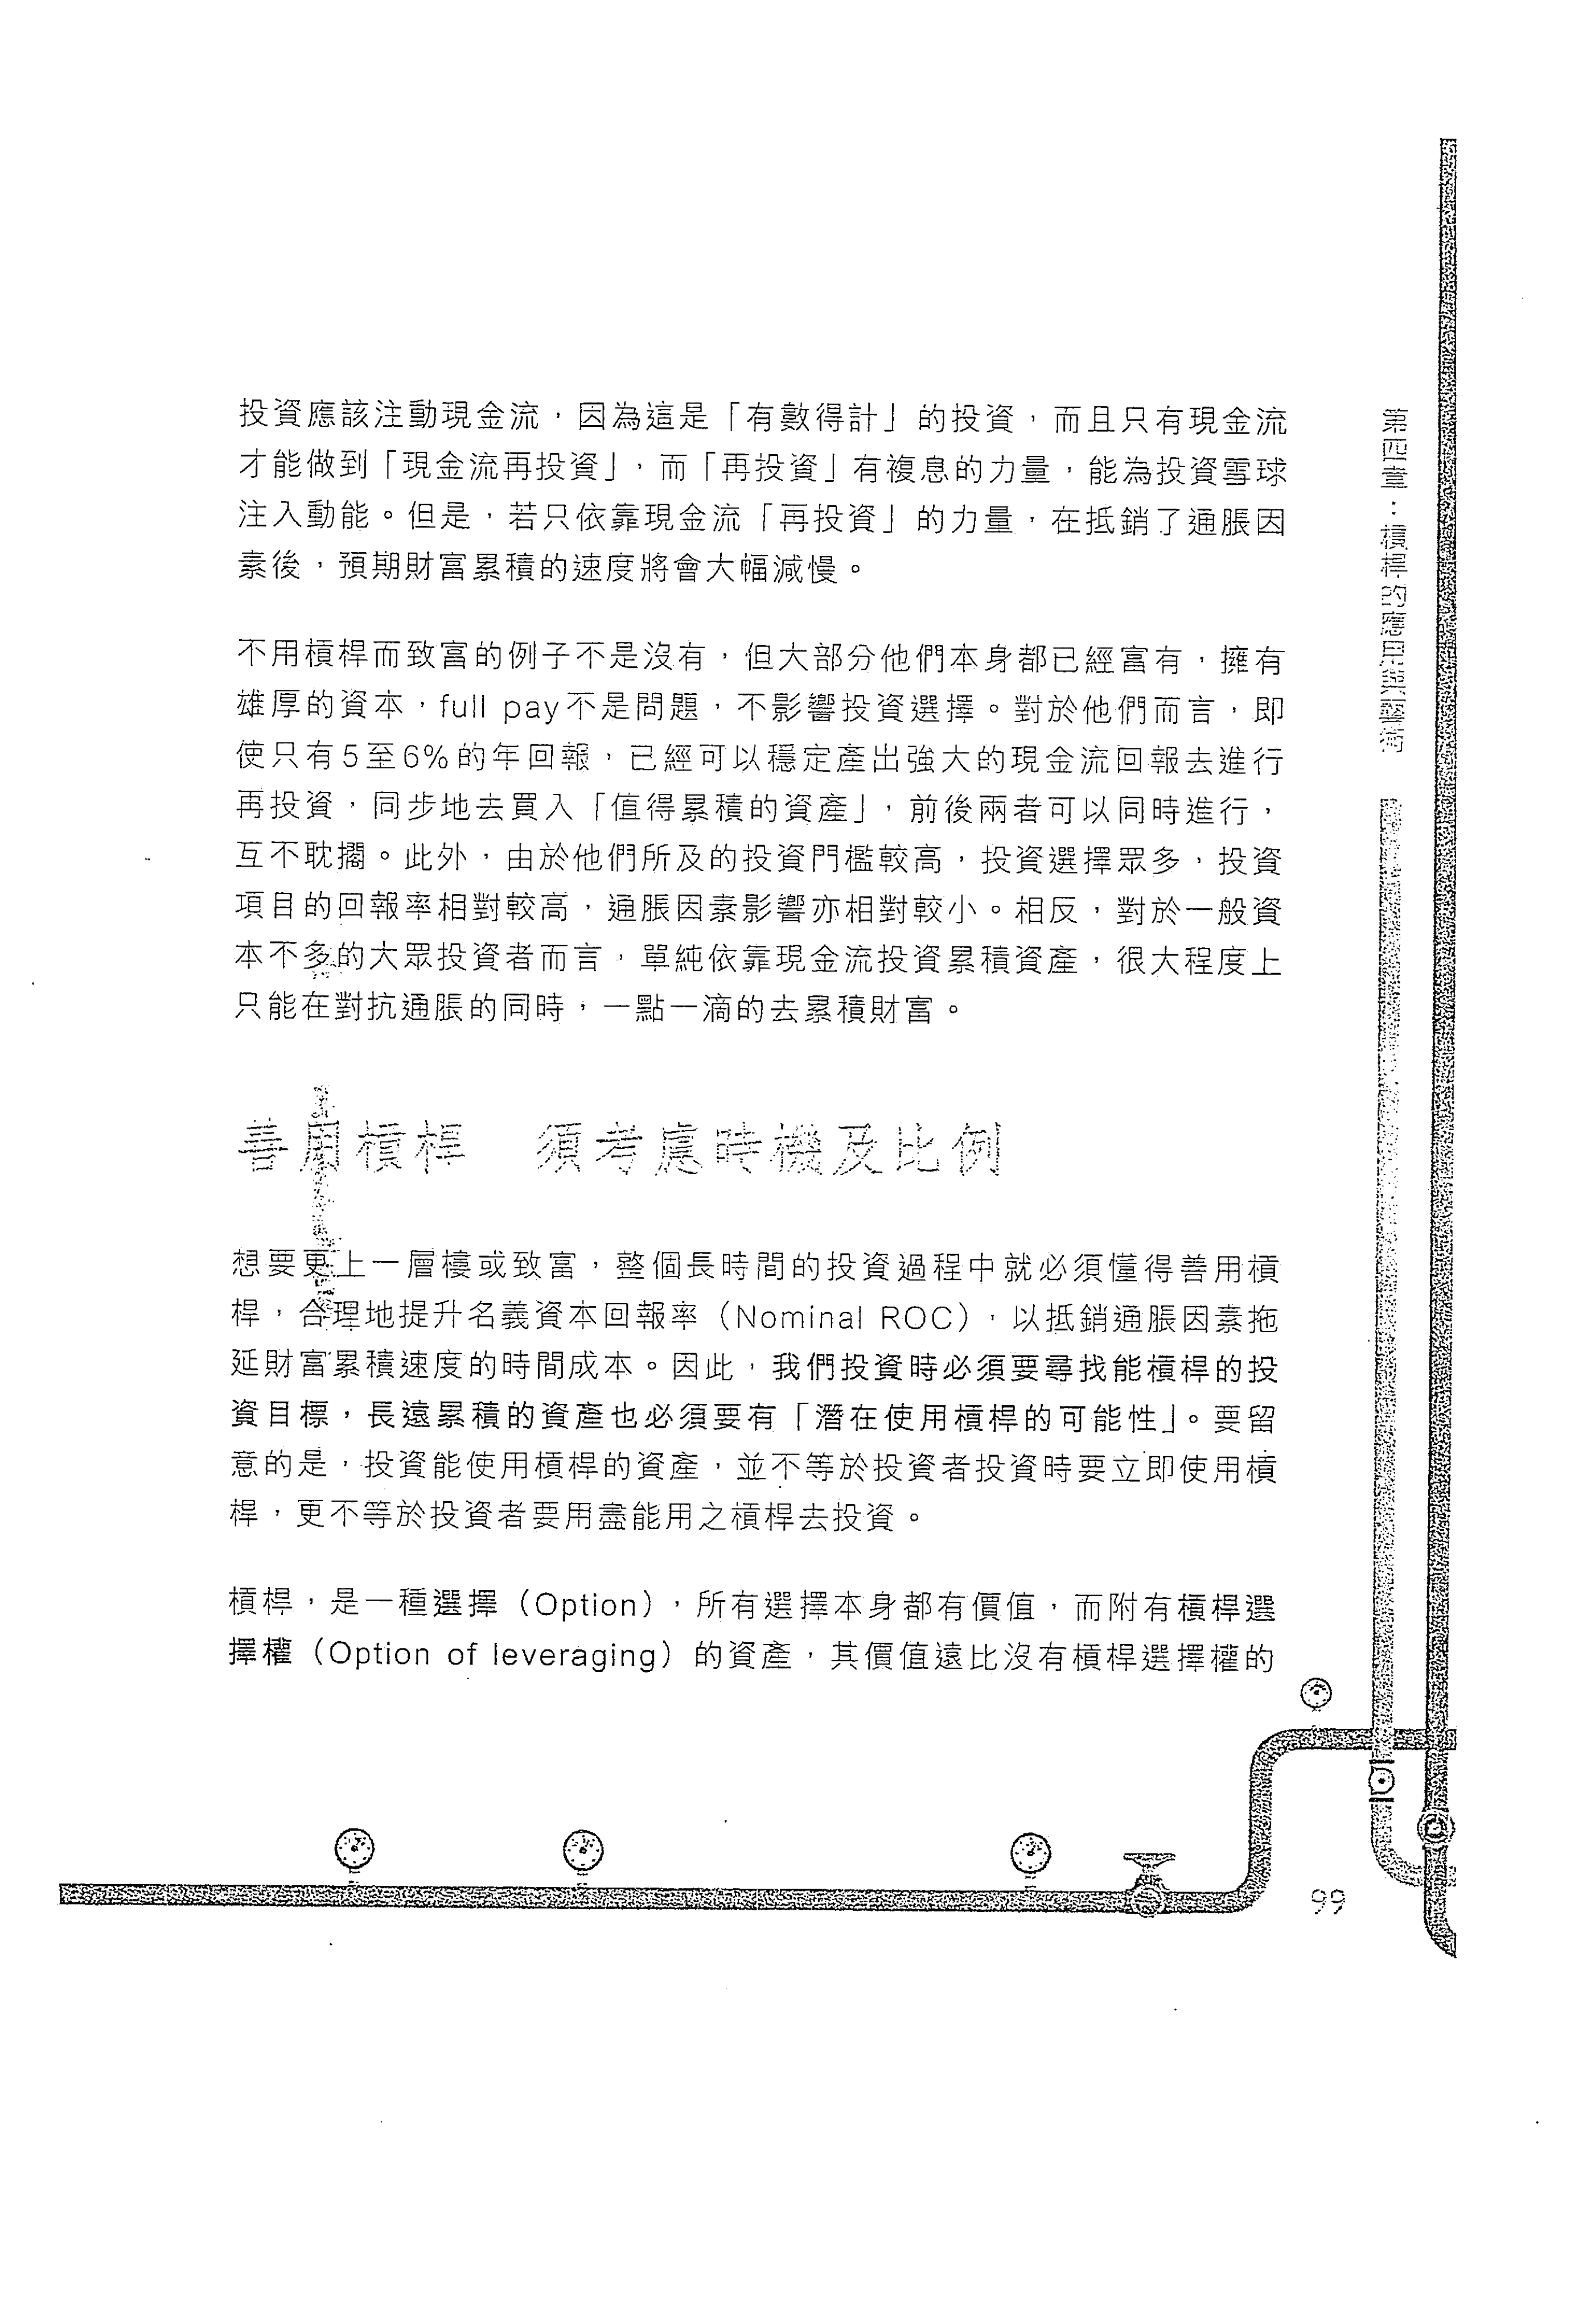 投資應該注動現金流，因為這是「有數得計」的投資，而且只有現金流
才能做到「現金流再投資」，而「再投資」有複息的力量，能為投資雪球
注入動能。但是，若只依靠現金流「再投資」的力量，在抵銷了通脹因
素後，預期財富累積的速度將會大幅減慢。
不用槓桿而致富的例子不是沒有，但大部分他們本身都已經富有，擁有
雄厚的資本，full pay不是問題，不影響投資選擇。對於他們而言，即
使只有5至6%的年回報，已經可以穩定產出強大的現金流回報去進行
再投資，同步地去買入「值得累積的資產」，前後兩者可以同時進行，
互不耽擱。此外，由於他們所及的投資門檻較高，投資選擇眾多，投資
項目的回報率相對較高，通脹因素影響亦相對較小。相反，對於一般資
本不多的大眾投資者而言，單純依靠現金流投資累積資產，很大程度上
只能在對抗通脹的同時，一點一滴的去累積財富。
善用槓桿　須考慮時機及比例
想要更上一層樓或致富，整個長時間的投資過程中就必須懂得善用槓
桿，合理地提升名義資本回報率（Nominal ROC），以抵銷通脹因素拖
延財富累積速度的時間成本。因此，我們投資時必須要尋找能槓桿的投
資目標，長遠累積的資產也必須要有「潛在使用槓桿的可能性」。要留
意的是，投資能使用槓桿的資產，並不等於投資者投資時要立即使用槓
桿，更不等於投資者要用盡能用之槓桿去投資。
槓桿，是一種選擇（Option），所有選擇本身都有價值，而附有槓桿選
擇權（Option of leveraging）的資產，其價值遠比沒有槓桿選擇權的
第四章：槓桿的應用與藝術
99